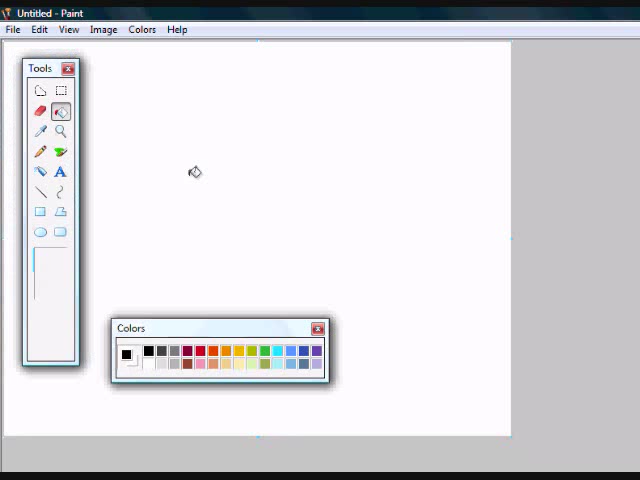 Untitled - Paint
File Edit View Image Colors Help
Tools
A
Colors